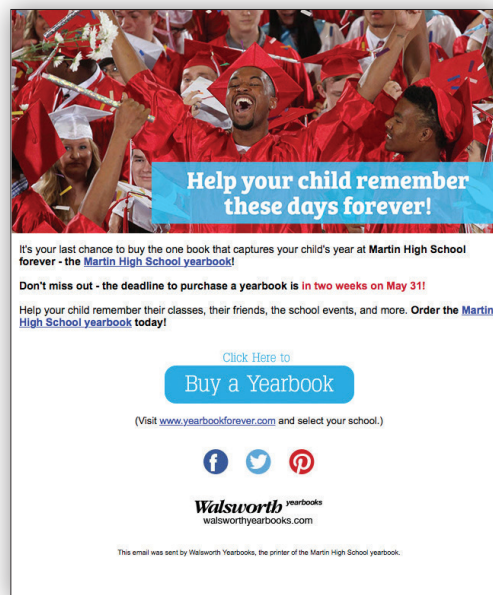 Help your child remember
these days forever!
It's your last chance to buy the one book that captures your child's year at Martin High School
forever - the Martin High School yearbook!
Don't miss out - the deadline to purchase a yearbook is in two weeks on May 31!
Help your child remember their classes, their friends, the school events, and more. Order the Martin
High School yearbook today!
Click Here to
Buy a Yearbook
(Visit www.yearbookforever.com and select your school.)
Walsworth yearbooks
walsworthyearbooks.com
This email was sent by Walsworth Yearbooks, the printer of the Martin High School yearbook.